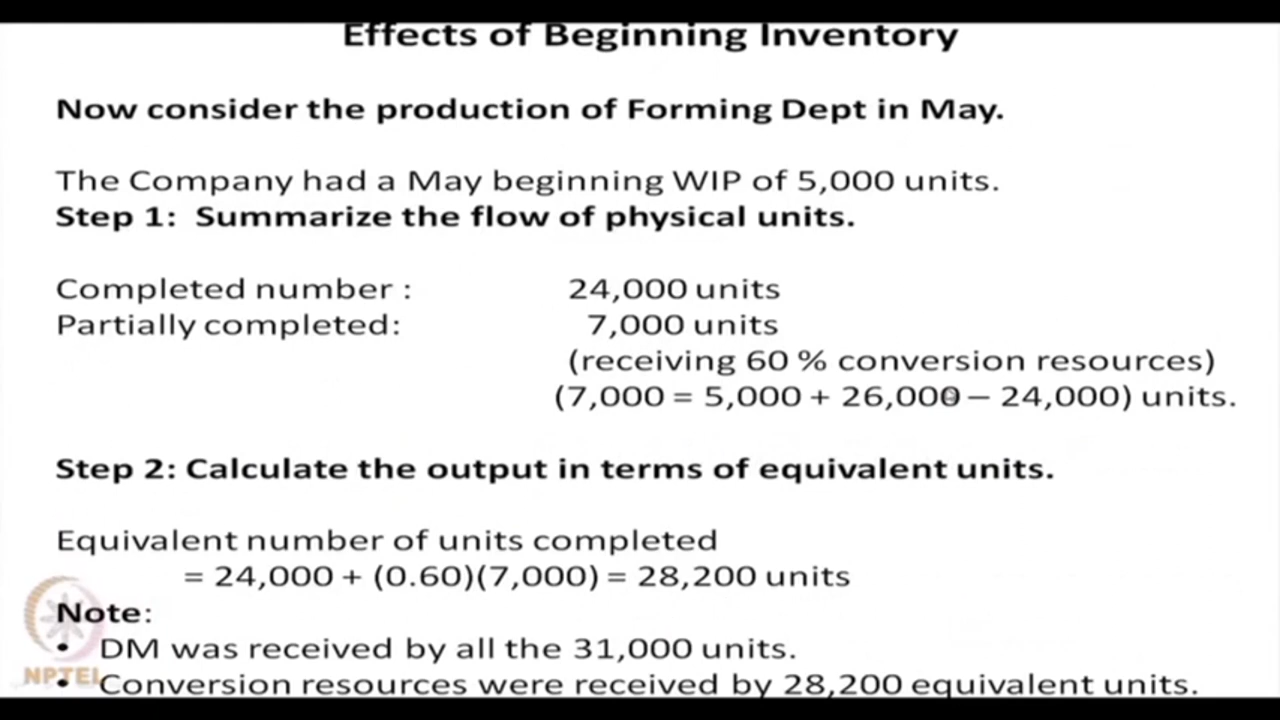 Effects of Beginning Inventory
Now consider the production of Forming Dept in May.
The Company had a May beginning WIP of 5,000 units.
Step 1: Summarize the flow of physical units.
Completed number : 24,000 units
Partially completed: 7,000 units
(receiving 60 % conversion resources)
(7,000 = 5,000 + 26,000 – 24,000) units.
Step 2: Calculate the output in terms of equivalent units.
Equivalent number of units completed
= 24,000 + (0.60)(7,000) = 28,200 units
Note:
• DM was received by all the 31,000 units.
• Conversion resources were received by 28,200 equivalent units.
NPTEL